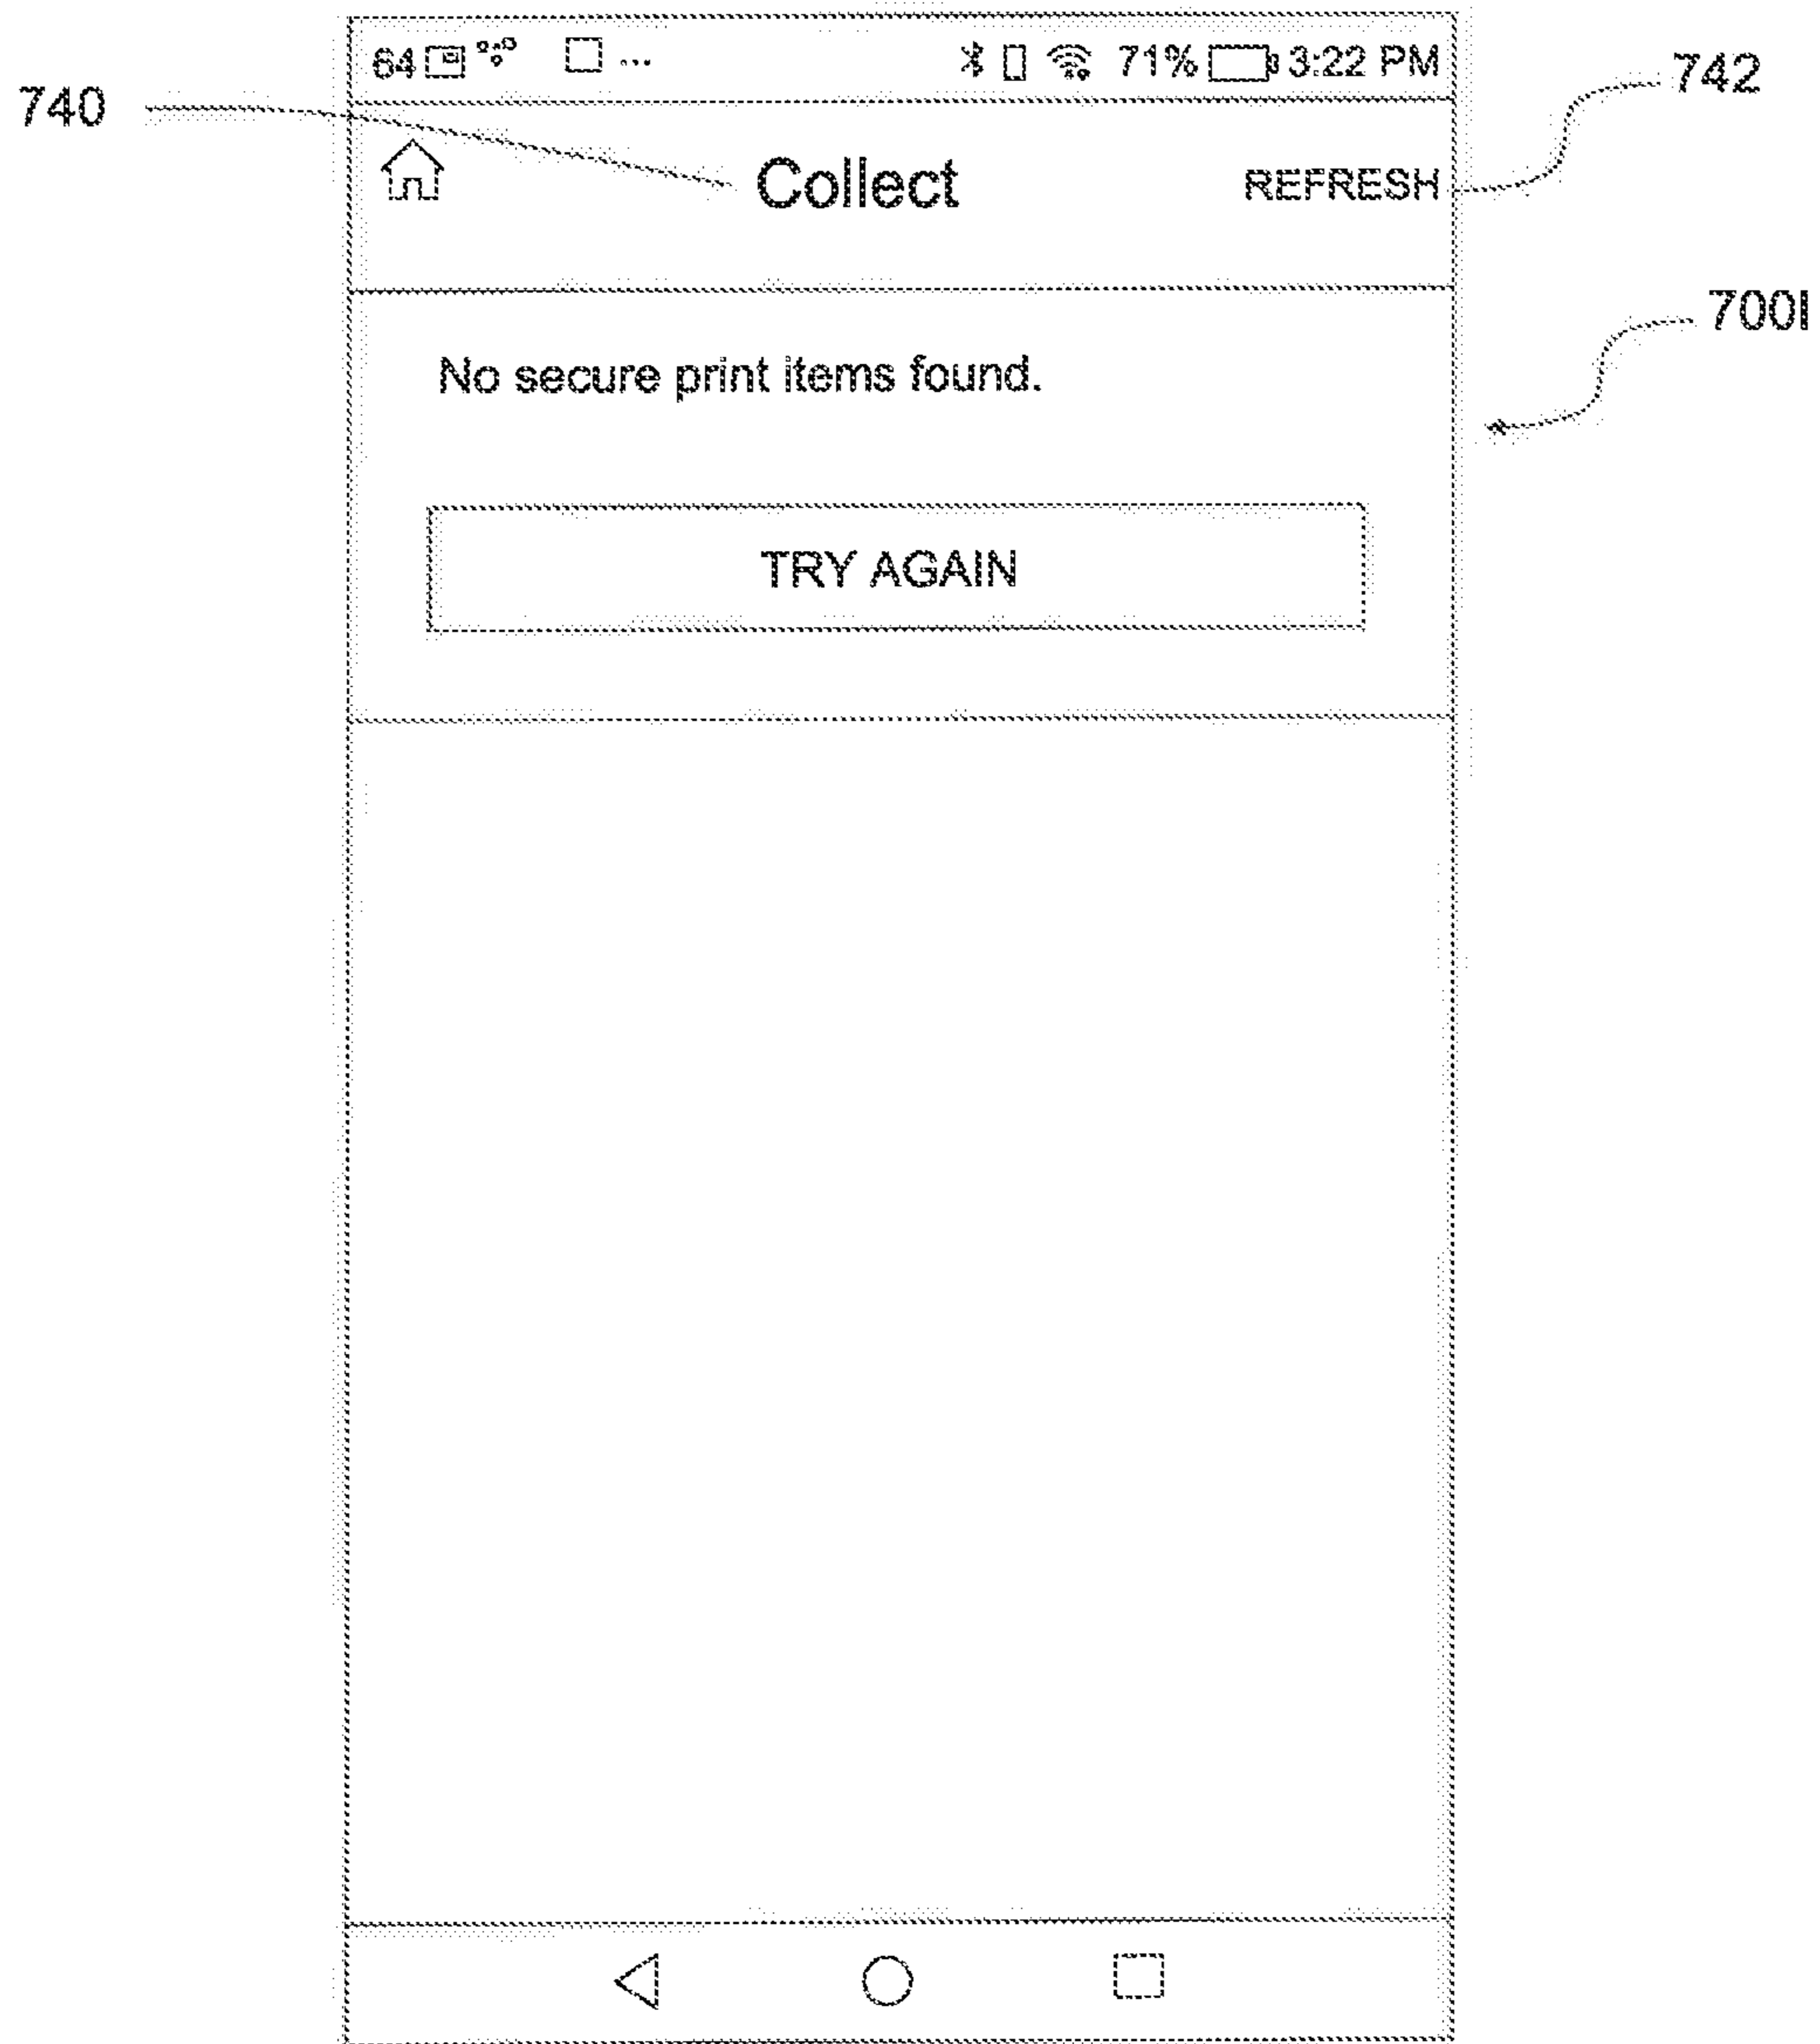 64 ... 71% 3:22 PM
740
742
Collect
REFRESH
700I
No secure print items found.
TRY AGAIN